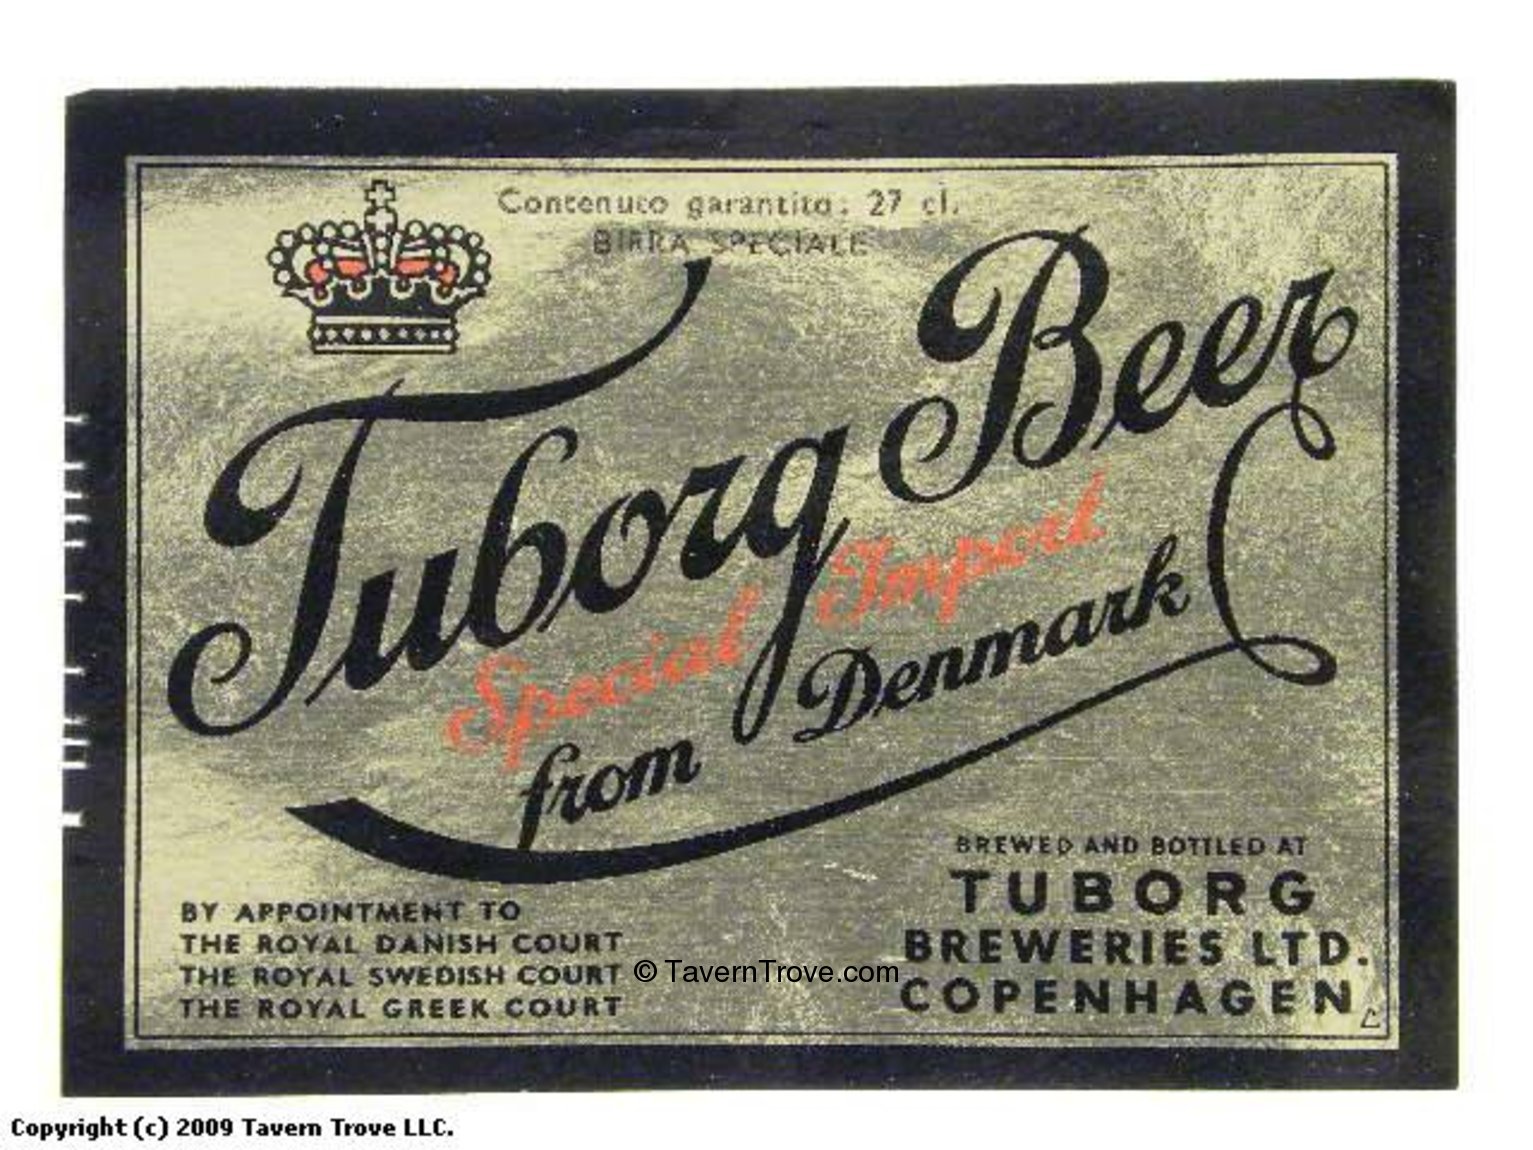 Contenuto garantito: 27 cl.
BIRRA SPECIALE
Tuborg Beer
Special Import
from Denmark
BREWED AND BOTTLED AT
TUBORG
BREWERIES LTD.
COPENHAGEN
BY APPOINTMENT TO
THE ROYAL DANISH COURT
THE ROYAL SWEDISH COURT
THE ROYAL GREEK COURT
© TavernTrove.com
Copyright (c) 2009 Tavern Trove LLC.